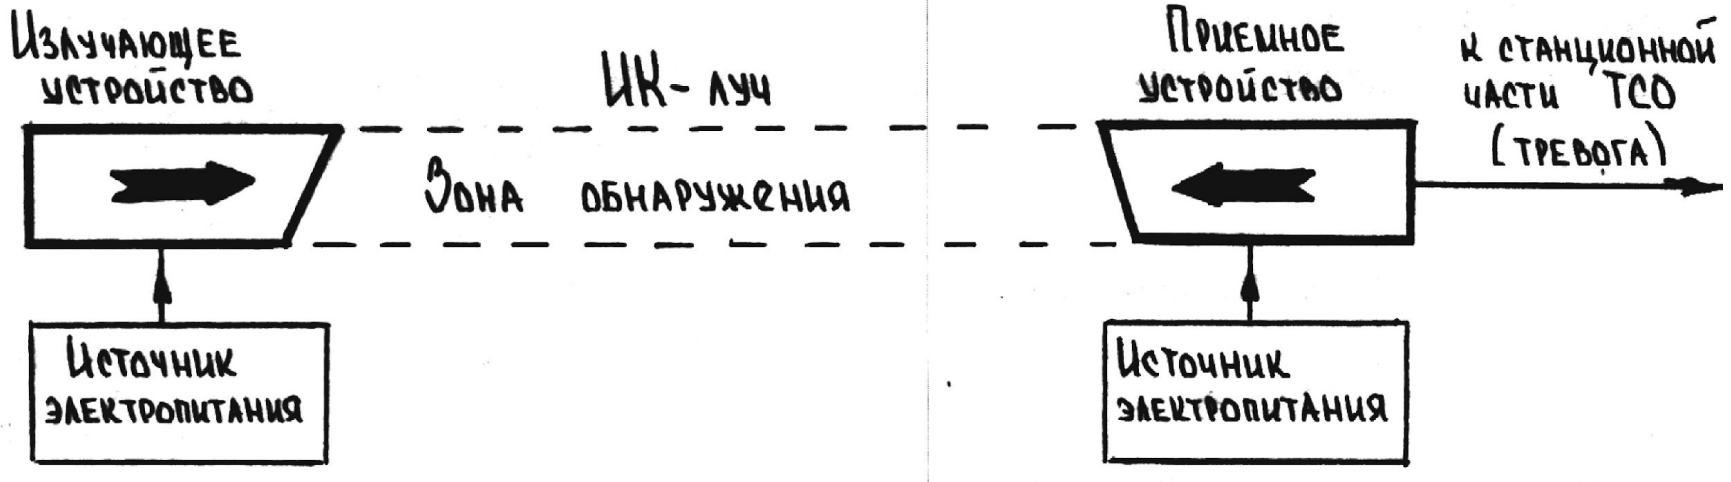 Излучающее
устройство
ИК- луч
Зона обнаружения
Приемное
устройство
к станционной
части ТСО
(тревога)
Источник
электропитания
Источник
электропитания